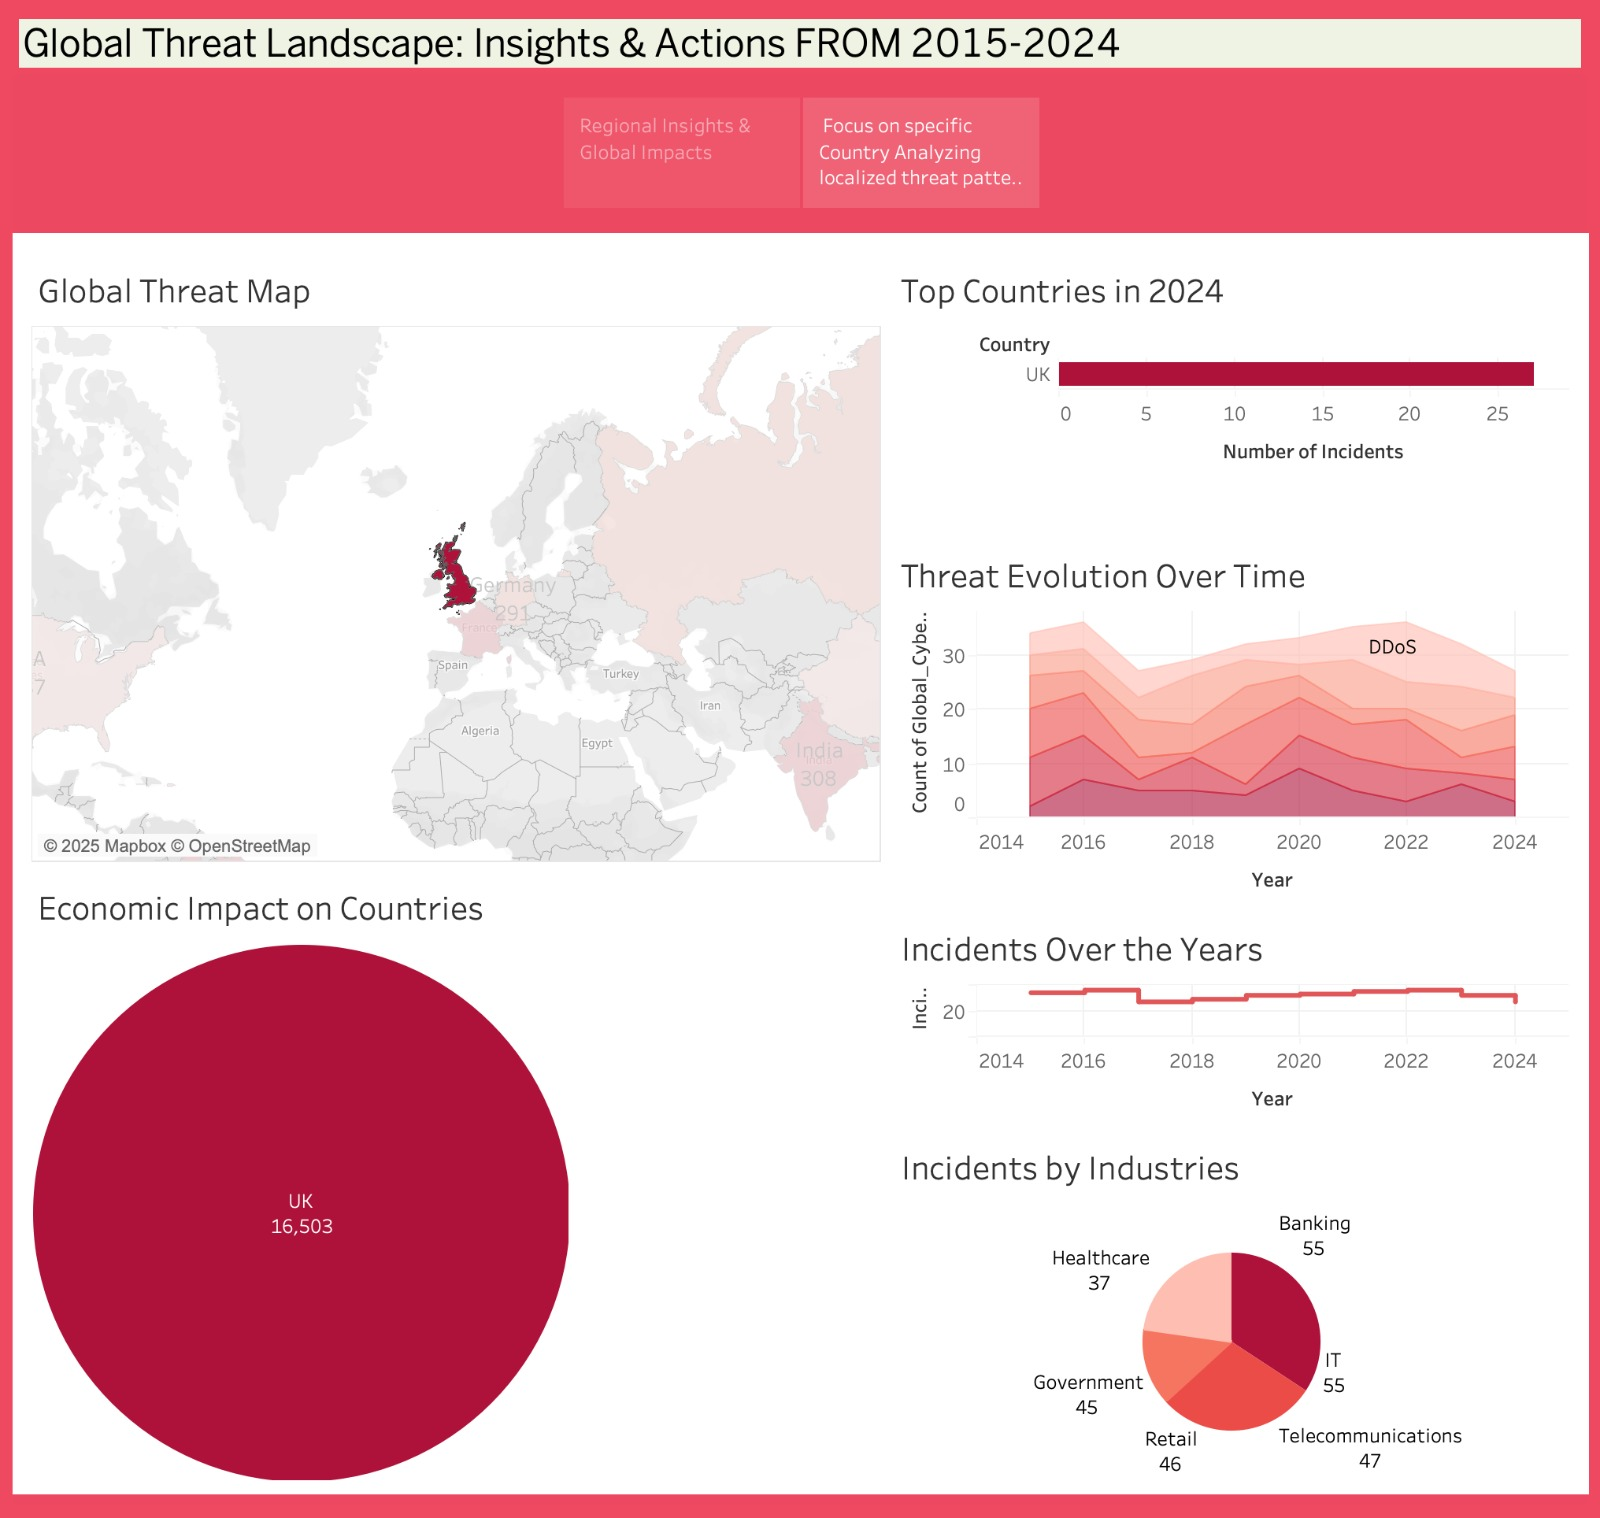 Global Threat Landscape: Insights & Actions FROM 2015-2024
Regional Insights &
Global Impacts
Focus on specific
Country Analyzing
localized threat patte..
Global Threat Map
Germany
291
France
Spain
Turkey
Iran
Algeria
Egypt
India
India
308
A
7
© 2025 Mapbox © OpenStreetMap
Top Countries in 2024
Country
UK
0 5 10 15 20 25
Number of Incidents
Threat Evolution Over Time
Count of Global_Cybe..
30
20
10
0
DDoS
2014 2016 2018 2020 2022 2024
Year
Economic Impact on Countries
UK
16,503
Incidents Over the Years
Inci..
20
2014 2016 2018 2020 2022 2024
Year
Incidents by Industries
Banking
55
Healthcare
37
IT
55
Government
45
Telecommunications
47
Retail
46